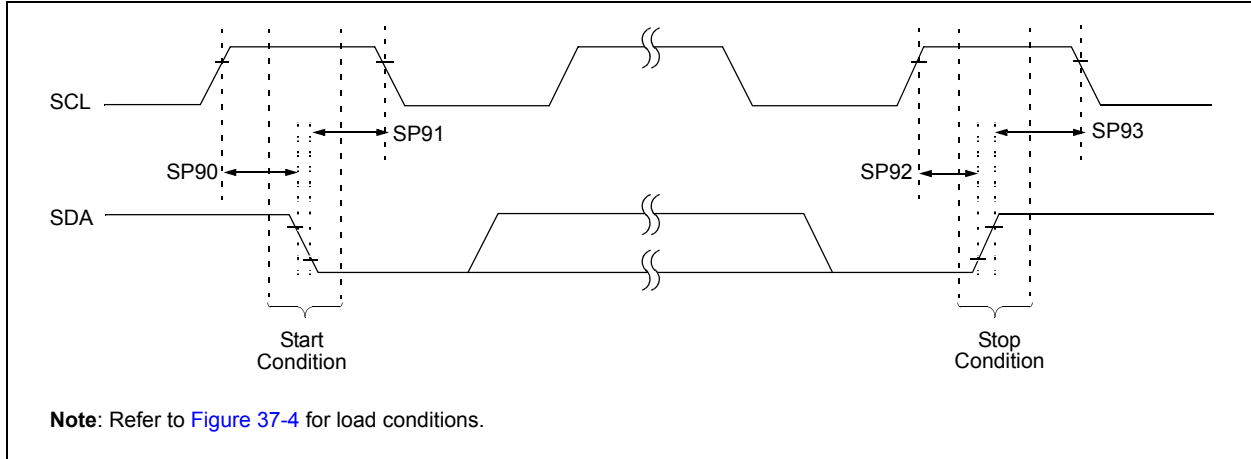 SCL
SP91
SP93
SP90
SP92
SDA
Start
Condition
Stop
Condition
Note: Refer to Figure 37-4 for load conditions.